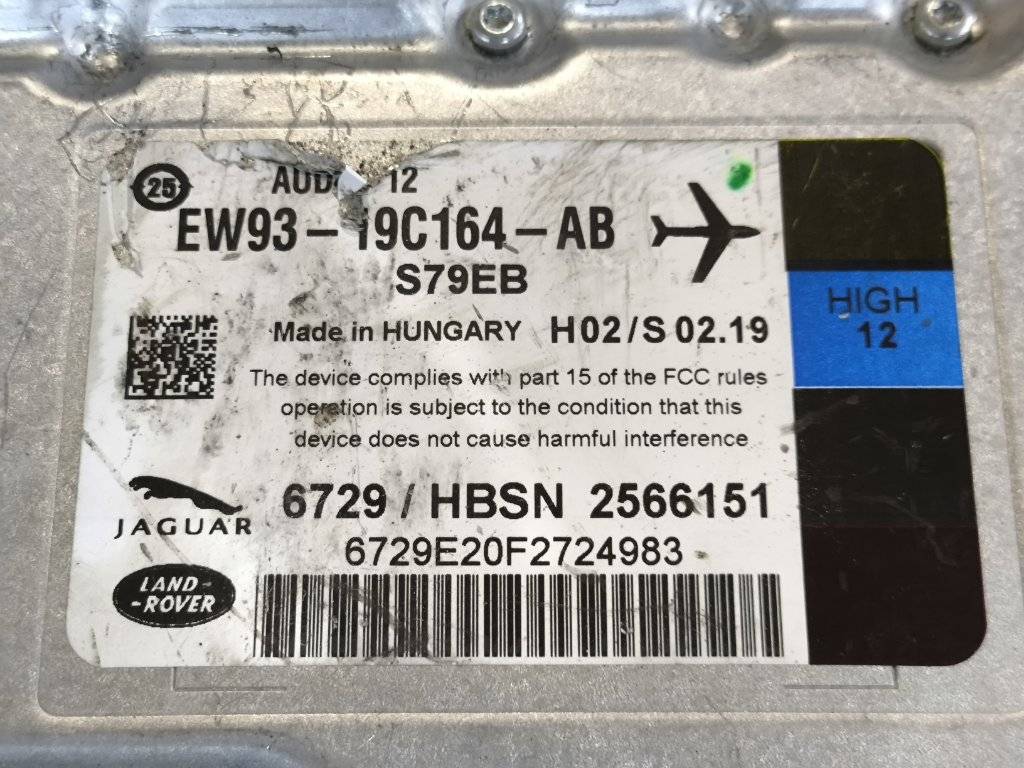 25
12
EW93-19C164-AB
S79EB
HIGH
12
Made in HUNGARY H02/S 02.19
The device complies with part 15 of the FCC rules
operation is subject to the condition that this
device does not cause harmful interference
JAGUAR
6729 / HBSN 2566151
6729E20F2724983
LAND-
-ROVER